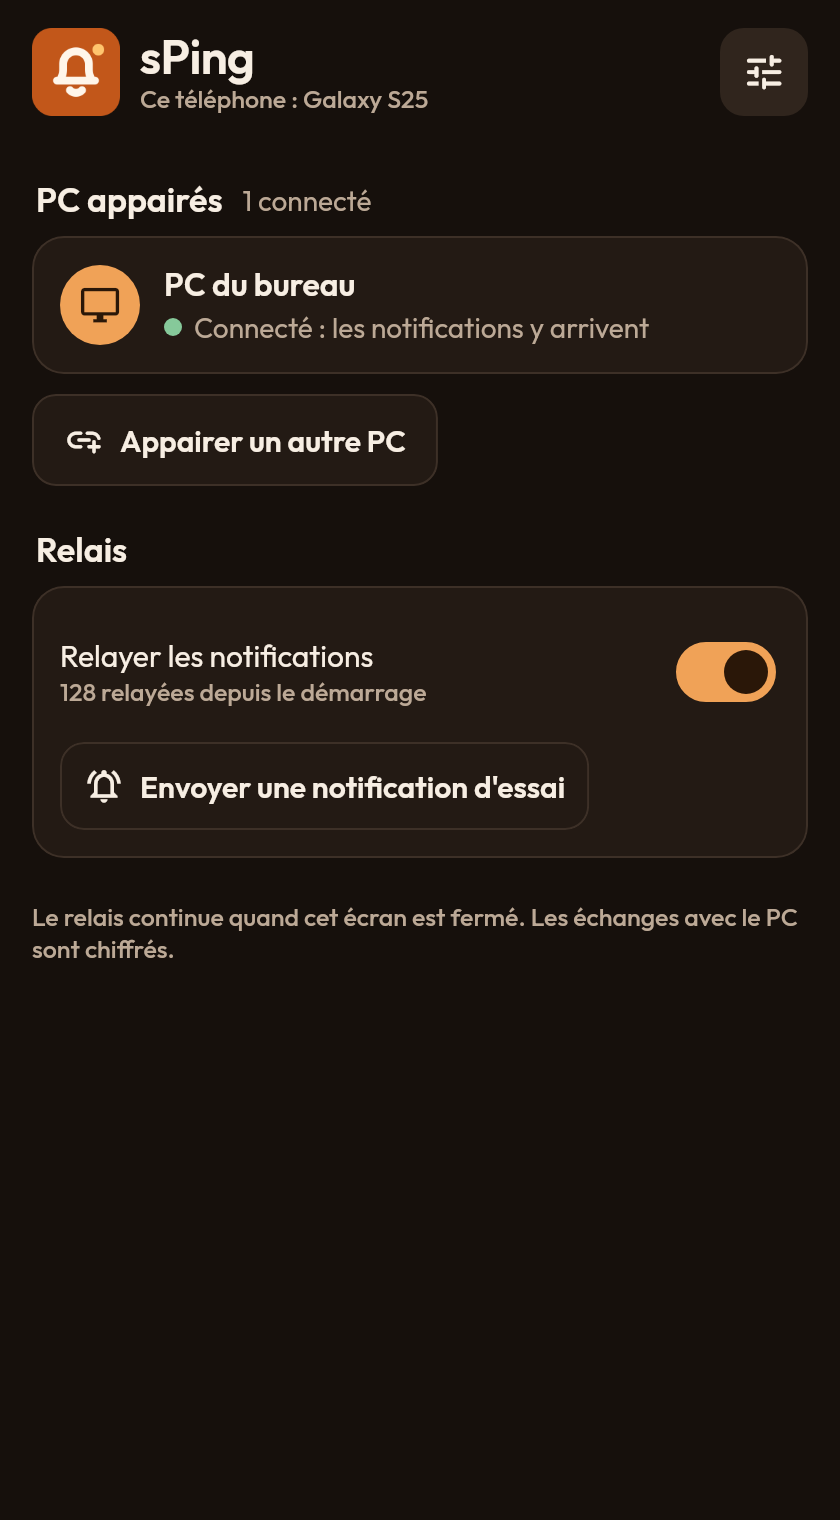 sPing
Ce téléphone : Galaxy S25
PC appairés 1 connecté
PC du bureau
Connecté : les notifications y arrivent
Appairer un autre PC
Relais
Relayer les notifications
128 relayées depuis le démarrage
Envoyer une notification d'essai
Le relais continue quand cet écran est fermé. Les échanges avec le PC
sont chiffrés.